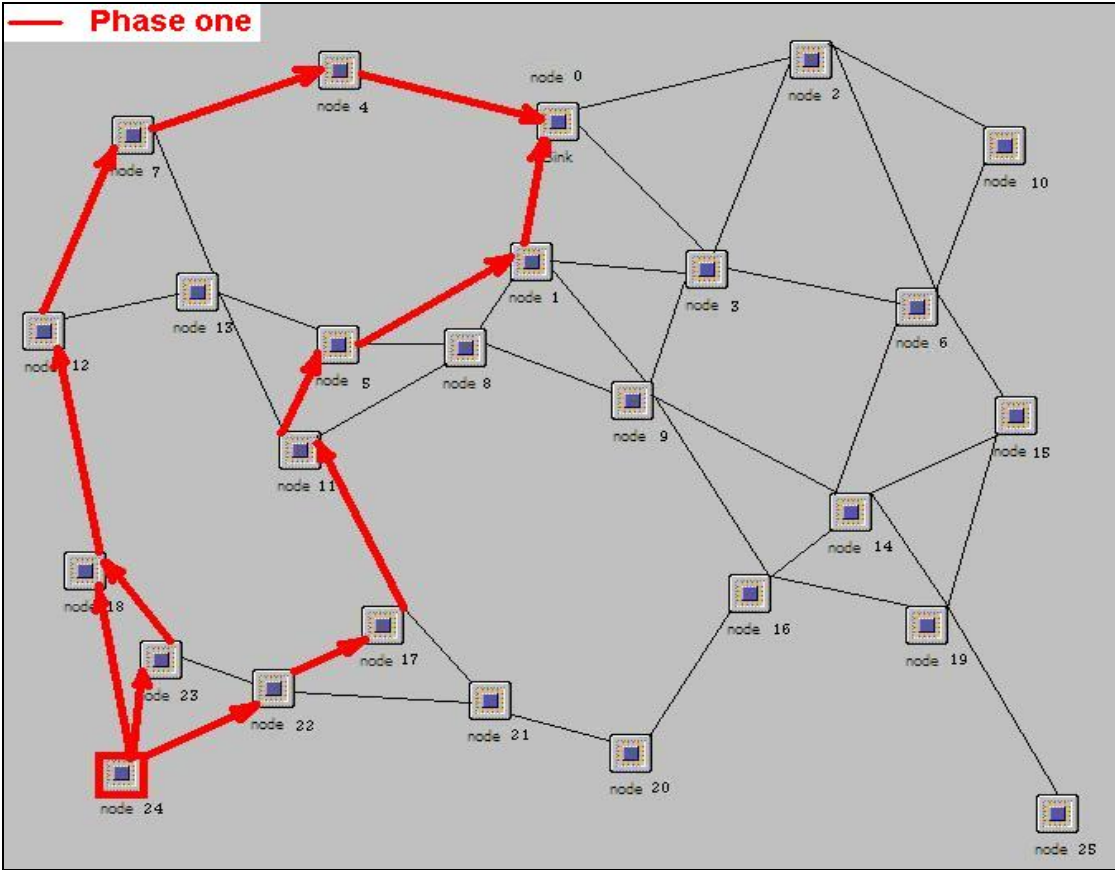 Phase one
node 0
node 2
node 4
Sink
node 7
node 10
node 1
node 3
node 13
node 6
node 12
node 5
node 8
node 9
node 15
node 11
node 14
node 18
node 16
node 17
node 19
node 23
node 22
node 21
node 20
node 24
node 25